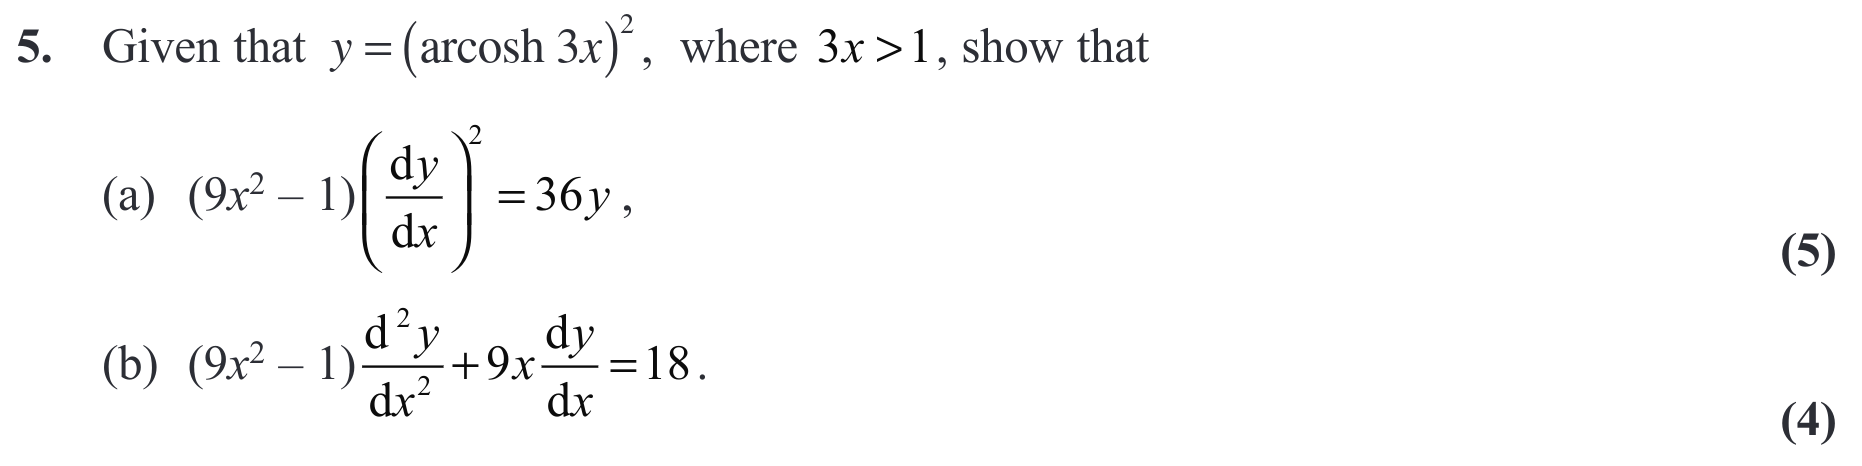 5. Given that y = (arcosh 3x)², where 3x > 1, show that
(a) (9x² – 1)(dy/dx)² = 36y,
(5)
(b) (9x² – 1) d²y/dx² + 9x dy/dx = 18.
(4)